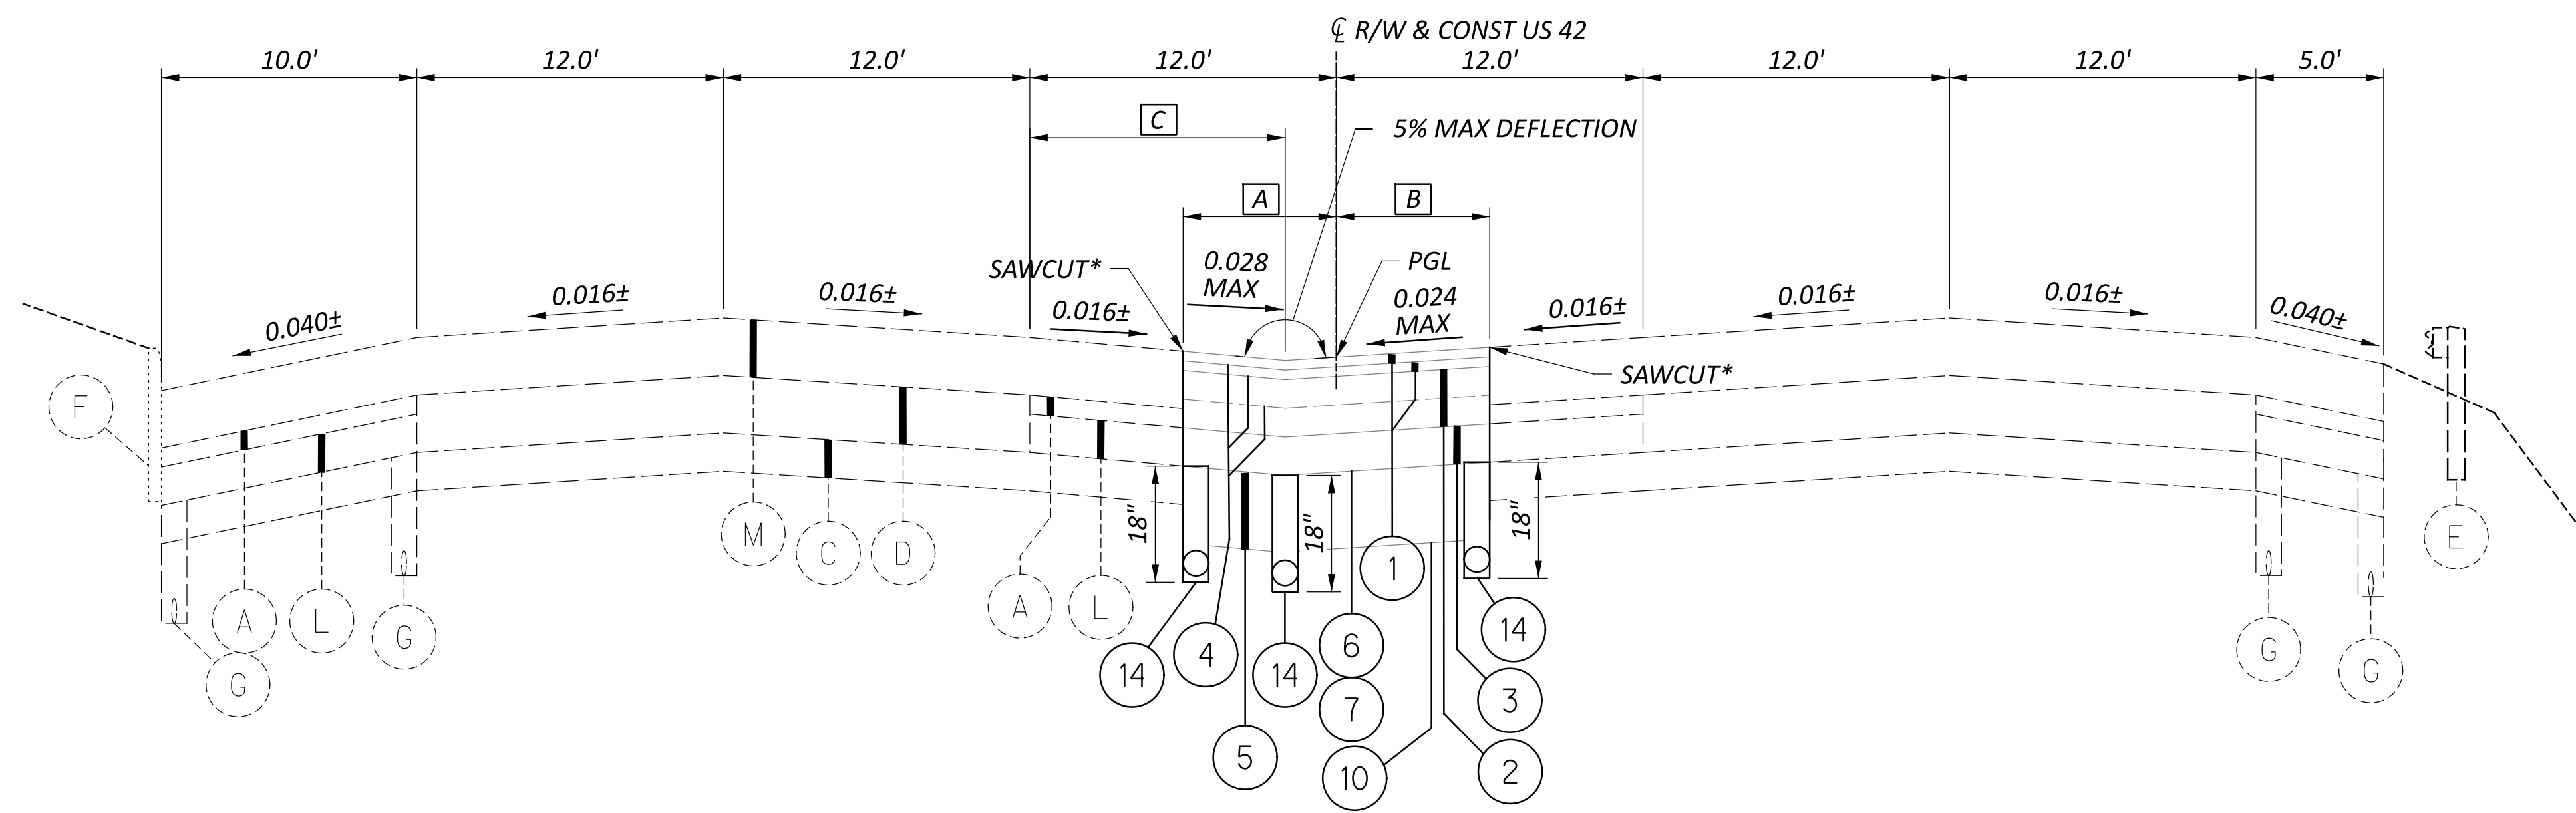 ℄ R/W & CONST US 42
10.0' 12.0' 12.0' 12.0' 12.0' 12.0' 12.0' 5.0'
C
5% MAX DEFLECTION
A B
SAWCUT* 0.028 PGL
MAX 0.024
MAX
0.040± 0.016± 0.016± 0.016± 0.016± 0.016± 0.016± 0.040±
SAWCUT*
F
18" 18" 18"
M C D E
1
A L G A L
14 4 14 6 14
G G G
7 3
5 10 2